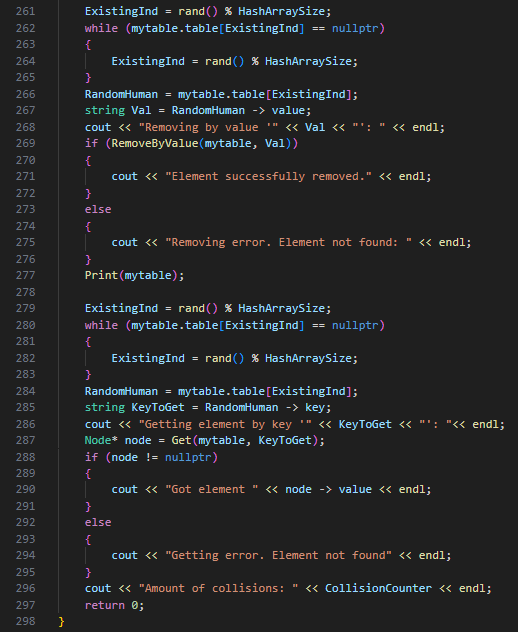 261 ExistingInd = rand() % HashArraySize;
262 while (mytable.table[ExistingInd] == nullptr)
263 {
264 ExistingInd = rand() % HashArraySize;
265 }
266 RandomHuman = mytable.table[ExistingInd];
267 string Val = RandomHuman -> value;
268 cout << "Removing by value '" << Val << "': " << endl;
269 if (RemoveByValue(mytable, Val))
270 {
271 cout << "Element successfully removed." << endl;
272 }
273 else
274 {
275 cout << "Removing error. Element not found: " << endl;
276 }
277 Print(mytable);
278
279 ExistingInd = rand() % HashArraySize;
280 while (mytable.table[ExistingInd] == nullptr)
281 {
282 ExistingInd = rand() % HashArraySize;
283 }
284 RandomHuman = mytable.table[ExistingInd];
285 string KeyToGet = RandomHuman -> key;
286 cout << "Getting element by key '" << KeyToGet << "': "<< endl;
287 Node* node = Get(mytable, KeyToGet);
288 if (node != nullptr)
289 {
290 cout << "Got element " << node -> value << endl;
291 }
292 else
293 {
294 cout << "Getting error. Element not found" << endl;
295 }
296 cout << "Amount of collisions: " << CollisionCounter << endl;
297 return 0;
298 }